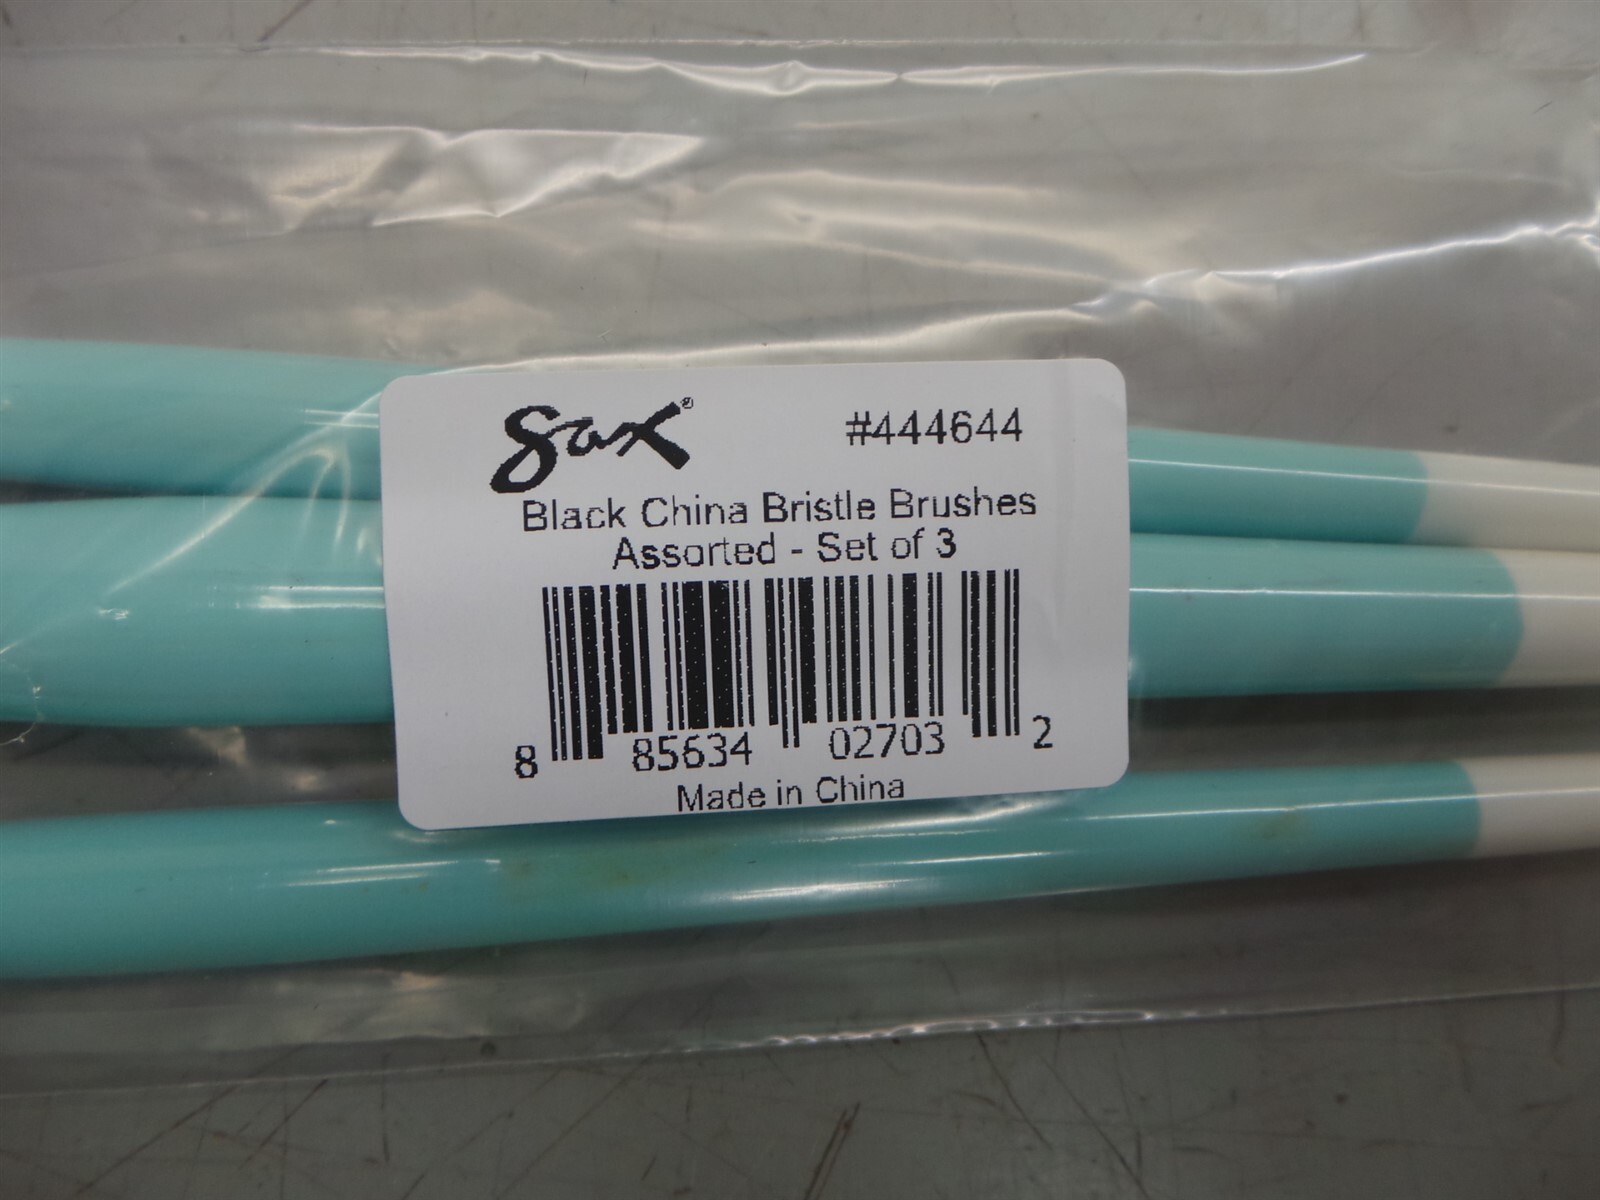 Sax® #444644
Black China Bristle Brushes
Assorted - Set of 3
8 85634 02703 2
Made in China